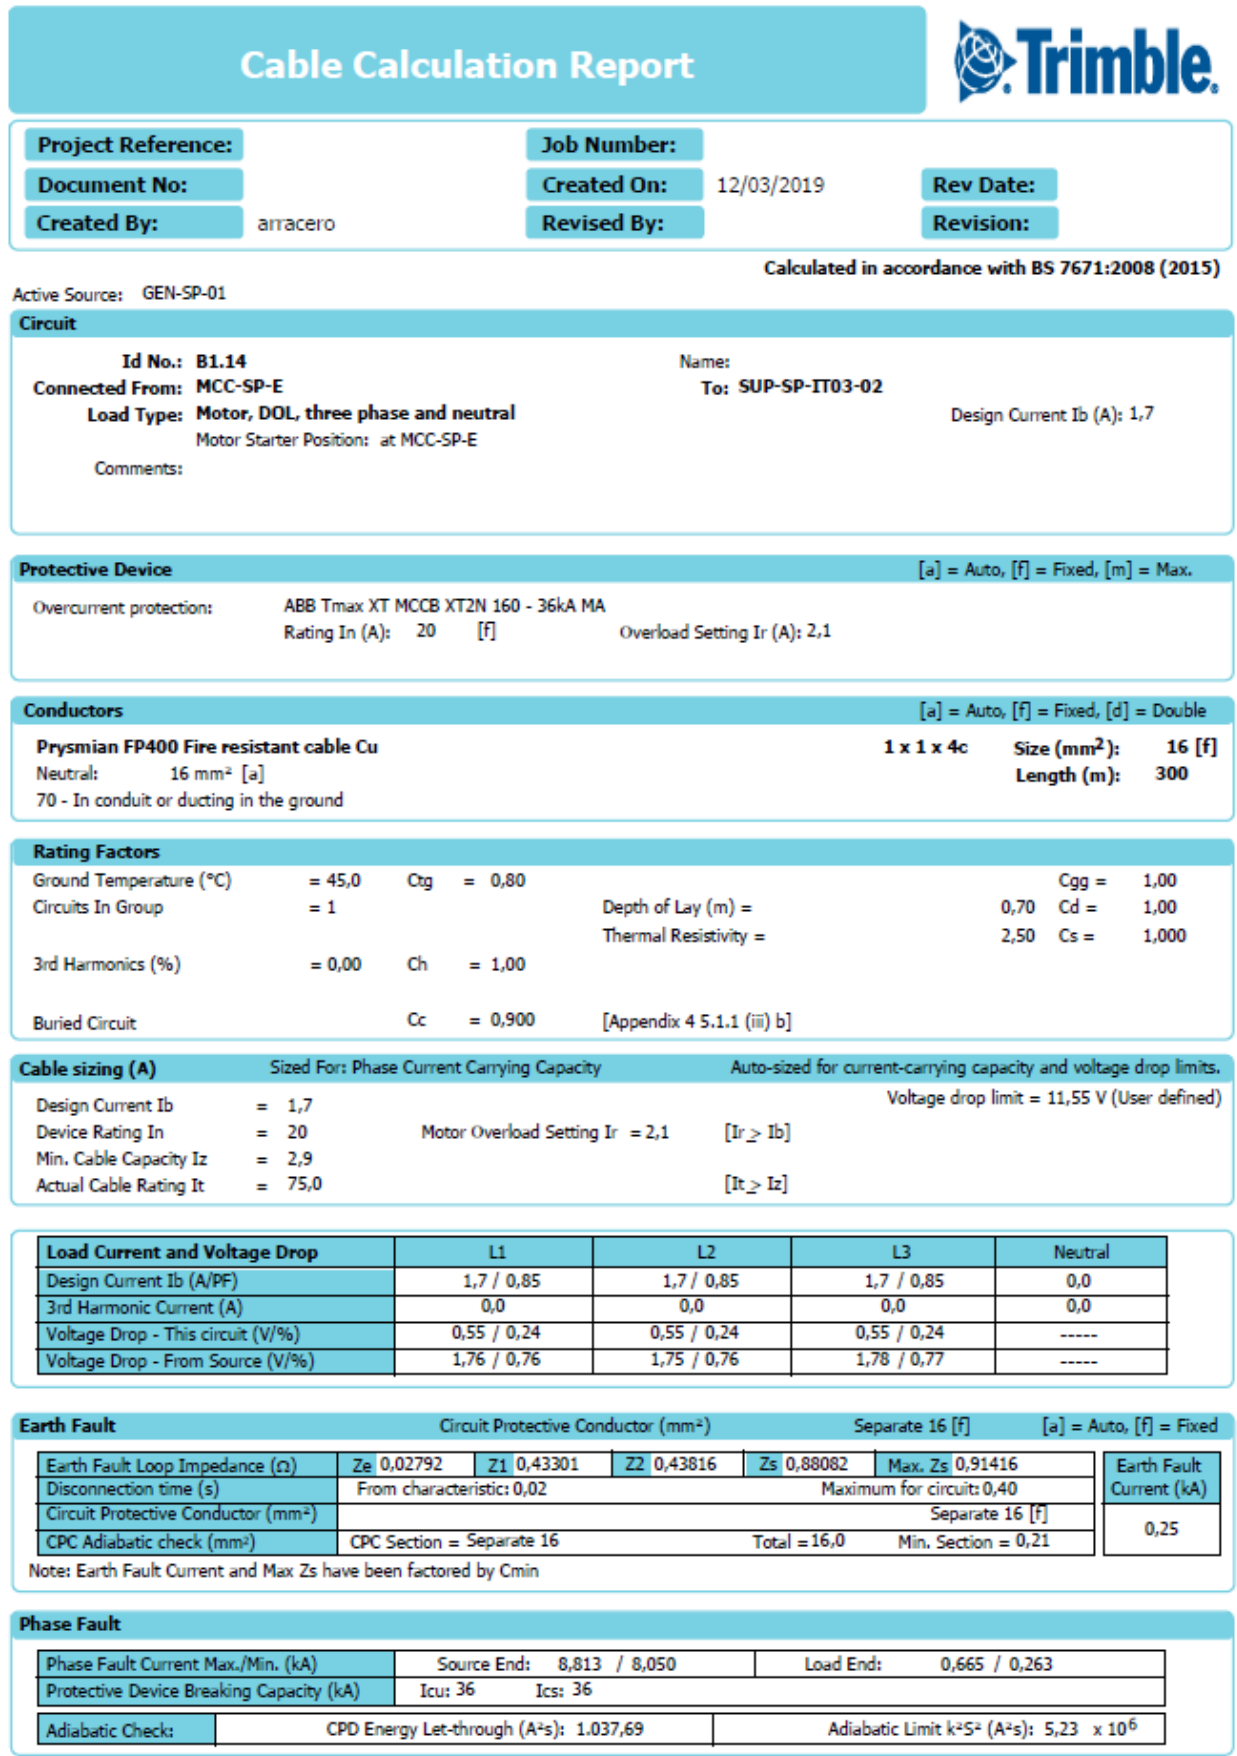 Cable Calculation Report
Trimble.
Project Reference: Job Number:
Document No: Created On: 12/03/2019 Rev Date:
Created By: arracero Revised By: Revision:
Calculated in accordance with BS 7671:2008 (2015)
Active Source: GEN-SP-01
Circuit
Id No.: B1.14 Name:
Connected From: MCC-SP-E To: SUP-SP-IT03-02
Load Type: Motor, DOL, three phase and neutral Design Current Ib (A): 1,7
Motor Starter Position: at MCC-SP-E
Comments:
Protective Device [a] = Auto, [f] = Fixed, [m] = Max.
Overcurrent protection: ABB Tmax XT MCCB XT2N 160 - 36kA MA
Rating In (A): 20 [f] Overload Setting Ir (A): 2,1
Conductors [a] = Auto, [f] = Fixed, [d] = Double
Prysmian FP400 Fire resistant cable Cu 1 x 1 x 4c Size (mm²): 16 [f]
Neutral: 16 mm² [a] Length (m): 300
70 - In conduit or ducting in the ground
Rating Factors
Ground Temperature (°C) = 45,0 Ctg = 0,80 Cgg = 1,00
Circuits In Group = 1 Depth of Lay (m) = 0,70 Cd = 1,00
Thermal Resistivity = 2,50 Cs = 1,000
3rd Harmonics (%) = 0,00 Ch = 1,00
Buried Circuit Cc = 0,900 [Appendix 4 5.1.1 (iii) b]
Cable sizing (A) Sized For: Phase Current Carrying Capacity Auto-sized for current-carrying capacity and voltage drop limits.
Design Current Ib = 1,7 Voltage drop limit = 11,55 V (User defined)
Device Rating In = 20 Motor Overload Setting Ir = 2,1 [Ir ≥ Ib]
Min. Cable Capacity Iz = 2,9
Actual Cable Rating It = 75,0 [It ≥ Iz]
Load Current and Voltage Drop L1 L2 L3 Neutral
Design Current Ib (A/PF) 1,7 / 0,85 1,7 / 0,85 1,7 / 0,85 0,0
3rd Harmonic Current (A) 0,0 0,0 0,0 0,0
Voltage Drop - This circuit (V/%) 0,55 / 0,24 0,55 / 0,24 0,55 / 0,24 -----
Voltage Drop - From Source (V/%) 1,76 / 0,76 1,75 / 0,76 1,78 / 0,77 -----
Earth Fault Circuit Protective Conductor (mm²) Separate 16 [f] [a] = Auto, [f] = Fixed
Earth Fault Loop Impedance (Ω) Ze 0,02792 Z1 0,43301 Z2 0,43816 Zs 0,88082 Max. Zs 0,91416 Earth Fault
Disconnection time (s) From characteristic: 0,02 Maximum for circuit: 0,40 Current (kA)
Circuit Protective Conductor (mm²) Separate 16 [f]
CPC Adiabatic check (mm²) CPC Section = Separate 16 Total = 16,0 Min. Section = 0,21 0,25
Note: Earth Fault Current and Max Zs have been factored by Cmin
Phase Fault
Phase Fault Current Max./Min. (kA) Source End: 8,813 / 8,050 Load End: 0,665 / 0,263
Protective Device Breaking Capacity (kA) Icu: 36 Ics: 36
Adiabatic Check: CPD Energy Let-through (A²s): 1.037,69 Adiabatic Limit k²S² (A²s): 5,23 x 10⁶